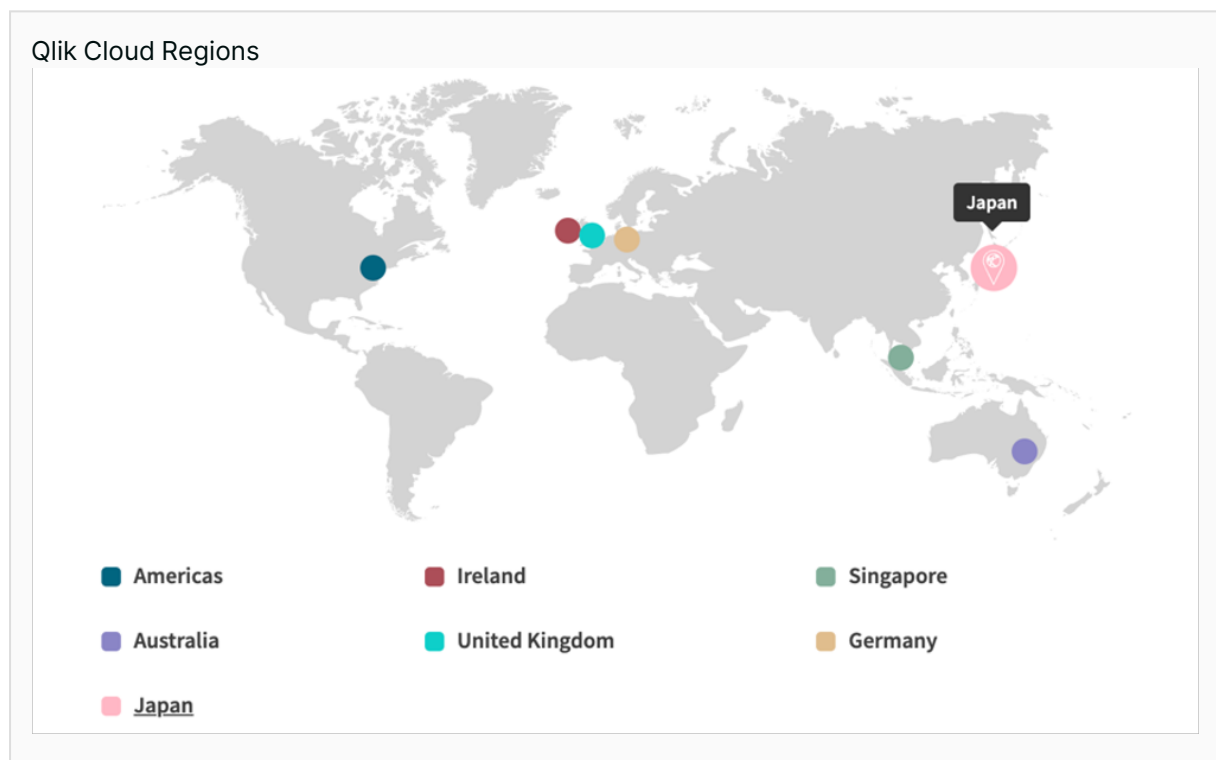 Qlik Cloud Regions
Japan
Americas
Ireland
Singapore
Australia
United Kingdom
Germany
Japan